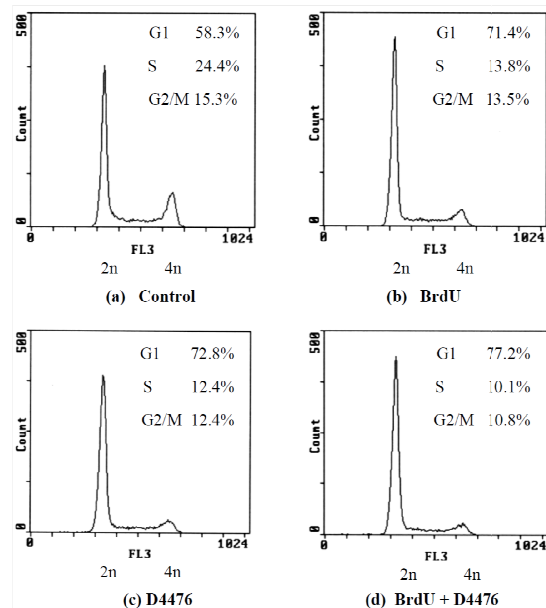 500
Count
0
G1 58.3%
S 24.4%
G2/M 15.3%
0 1024
FL3
2n 4n
(a) Control
500
Count
0
G1 71.4%
S 13.8%
G2/M 13.5%
0 1024
FL3
2n 4n
(b) BrdU
500
Count
0
G1 72.8%
S 12.4%
G2/M 12.4%
0 1024
FL3
2n 4n
(c) D4476
500
Count
0
G1 77.2%
S 10.1%
G2/M 10.8%
0 1024
FL3
2n 4n
(d) BrdU + D4476